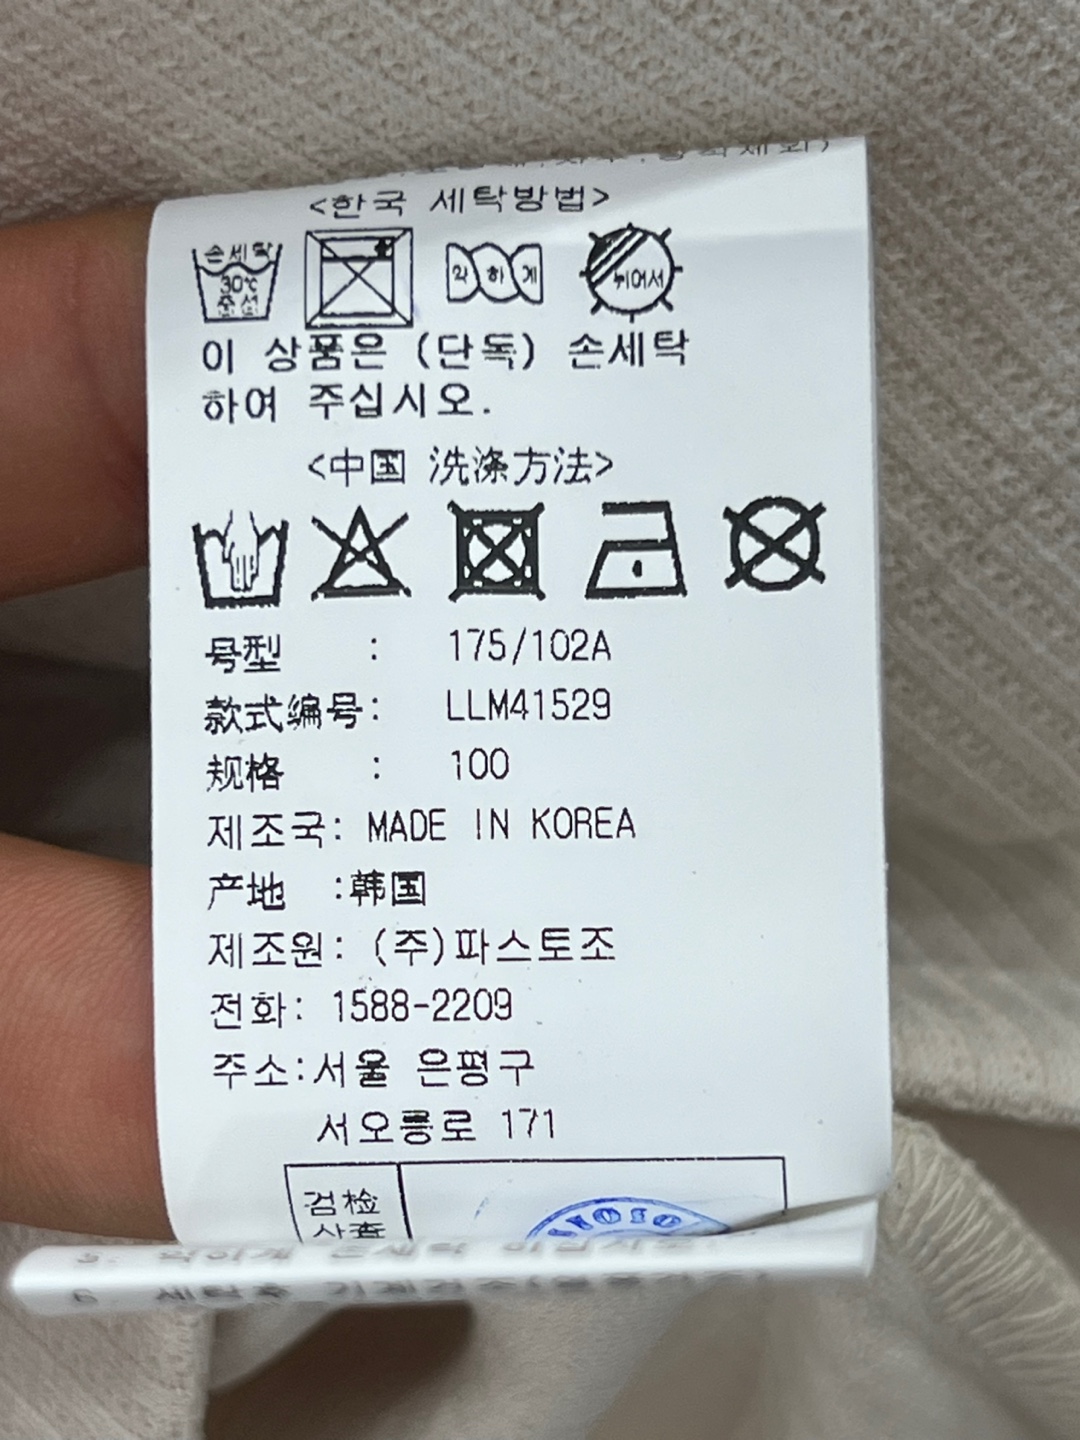 <한국 세탁방법>
손세탁
30℃
중성
약하게
뉘어서
이 상품은 (단독) 손세탁
하여 주십시오.
<中国 洗涤方法>
号型 : 175/102A
款式编号: LLM41529
规格 : 100
제조국: MADE IN KOREA
产地 :韩国
제조원: (주)파스토조
전화: 1588-2209
주소:서울 은평구
서오릉로 171
검检
사查
INOSO